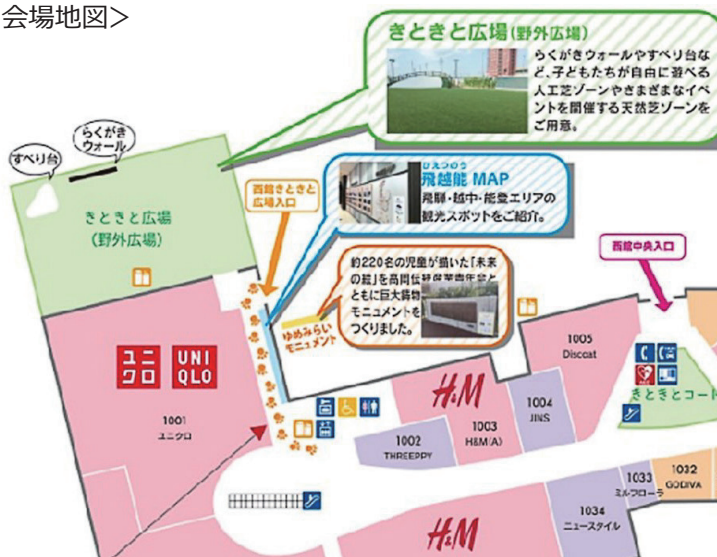 会場地図>
きときと広場(野外広場)
らくがきウォールやすべり台な
ど、子どもたちが自由に遊べる
人工芝ゾーンやさまざまなイベ
ントを開催する天然芝ゾーンを
ご用意。
らくがき
ウォール
すべり台
西館きときと
広場入口
ひえつのう
飛越能 MAP
飛騨・越中・能登エリアの
観光スポットをご紹介。
きときと広場
(野外広場)
西館中央入口
約220名の児童が描いた「未来
の絵」を高岡伝統産業青年会と
ともに巨大鋳物
モニュメントを
つくりました。
ゆめみらい
モニュメント
ユニ
クロ
UNI
QLO
1005
Discoat
H&M
1004
JINS
きときとコート
1001
ユニクロ
1003
H&M(A)
1002
THREEPPY
1032
GODIVA
1033
ミルフローラ
1034
ニュースタイル
H&M